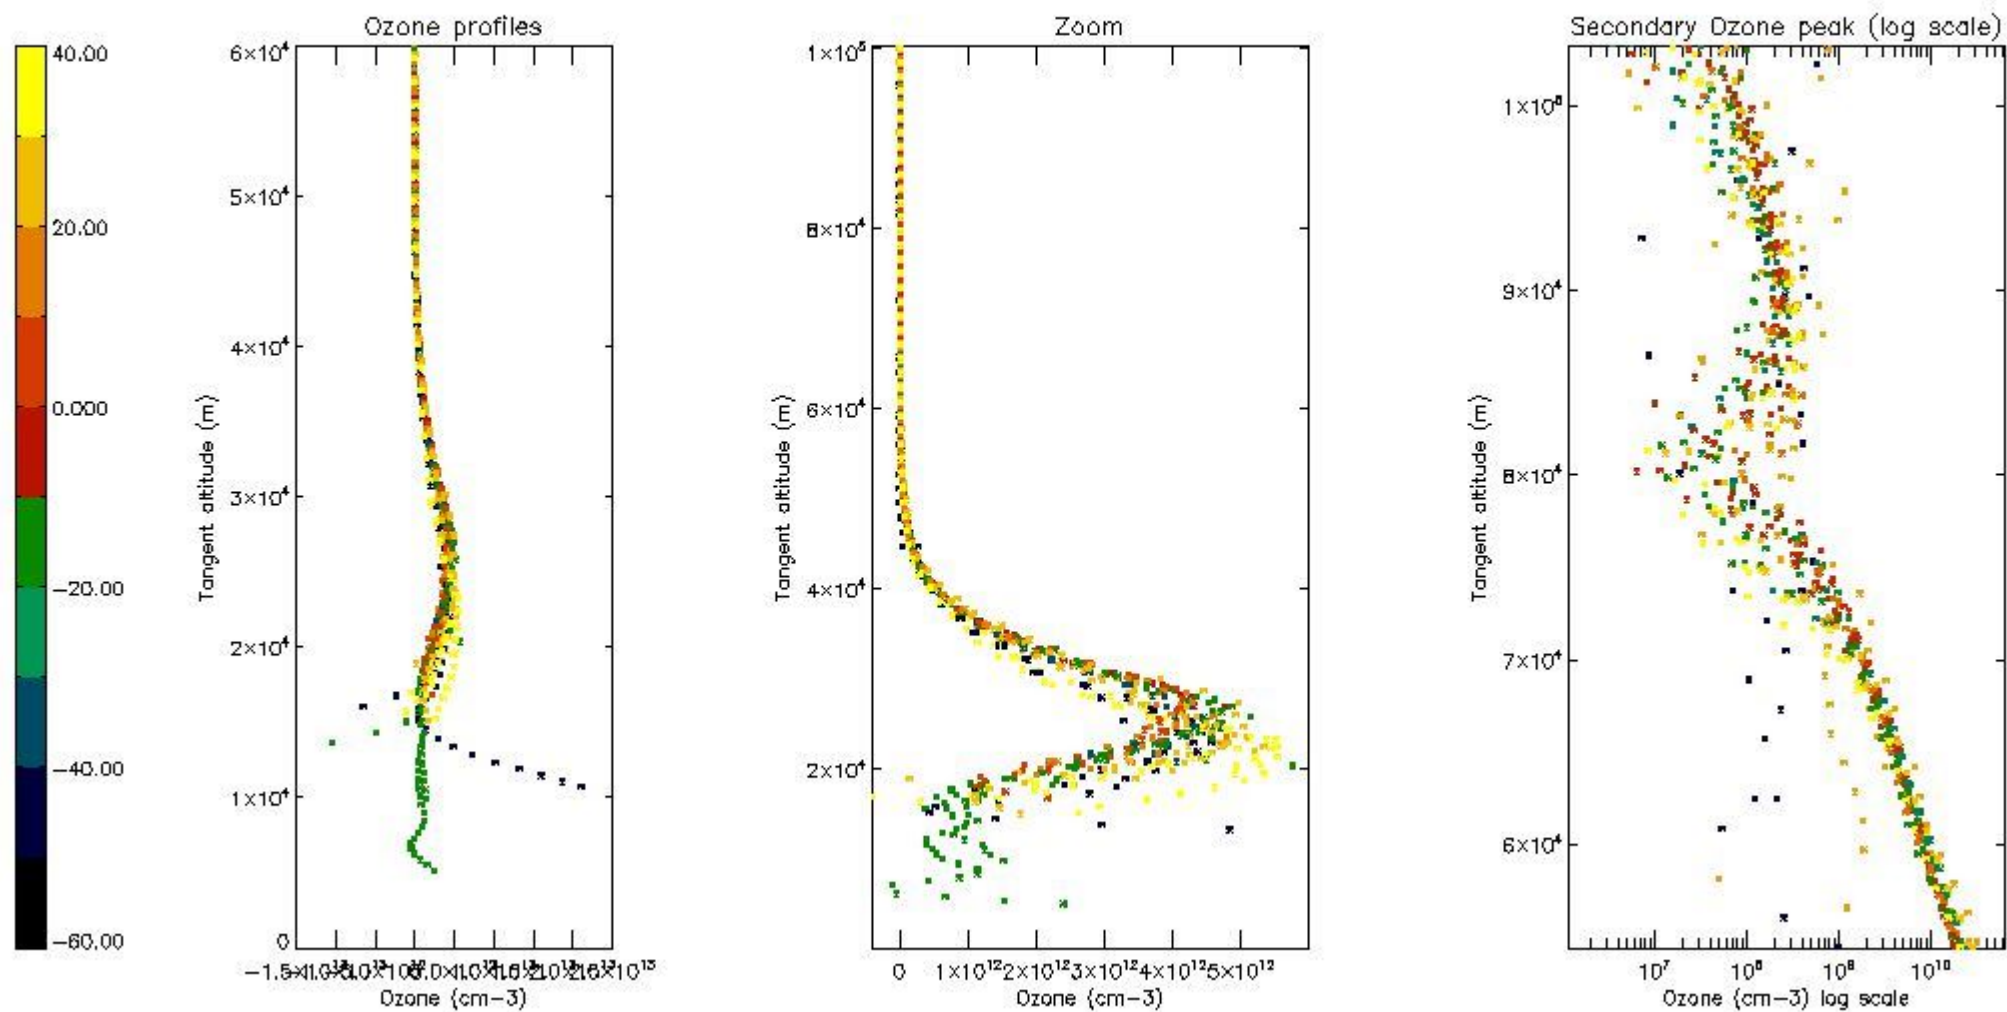 Ozone profiles
Zoom
Secondary Ozone peak (log scale)
40.00
20.00
0.000
−20.00
−40.00
−60.00
6×10⁴
5×10⁴
4×10⁴
3×10⁴
2×10⁴
1×10⁴
0
Tangent altitude (m)
Ozone (cm−3)
1×10⁵
8×10⁴
6×10⁴
4×10⁴
2×10⁴
Tangent altitude (m)
0 1×10¹² 2×10¹² 3×10¹² 4×10¹² 5×10¹²
Ozone (cm−3)
9×10⁴
8×10⁴
7×10⁴
6×10⁴
Tangent altitude (m)
10⁷ 10⁸ 10⁹ 10¹⁰
Ozone (cm−3) log scale